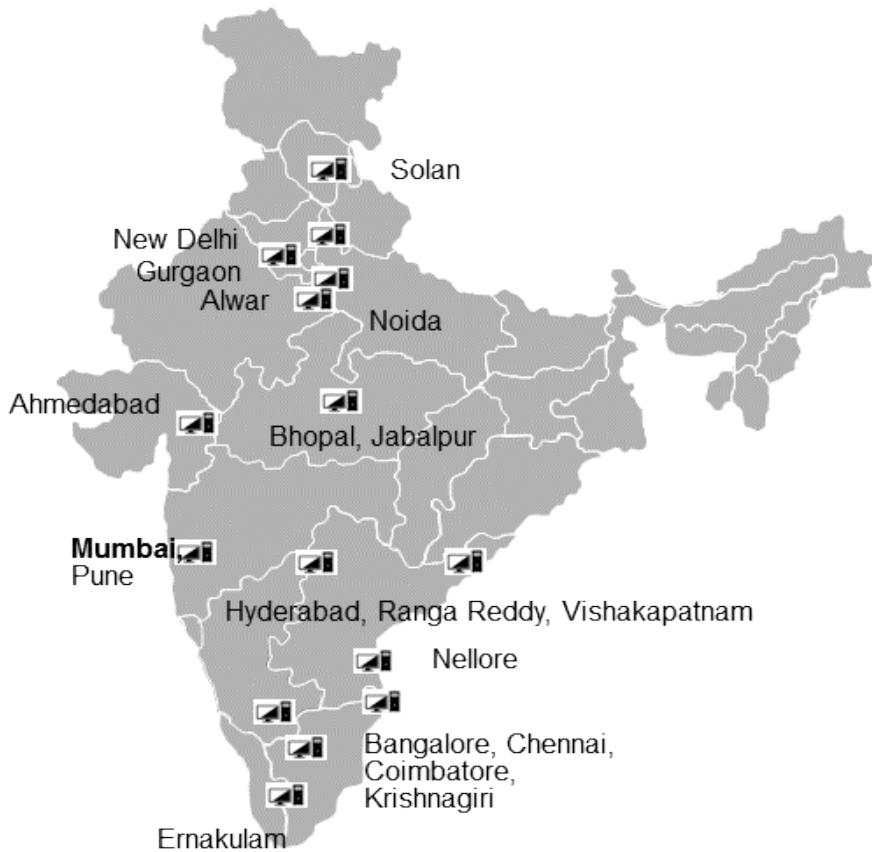 Solan
New Delhi
Gurgaon
Alwar
Noida
Ahmedabad
Bhopal, Jabalpur
Mumbai,
Pune
Hyderabad, Ranga Reddy, Vishakapatnam
Nellore
Bangalore, Chennai,
Coimbatore,
Krishnagiri
Ernakulam